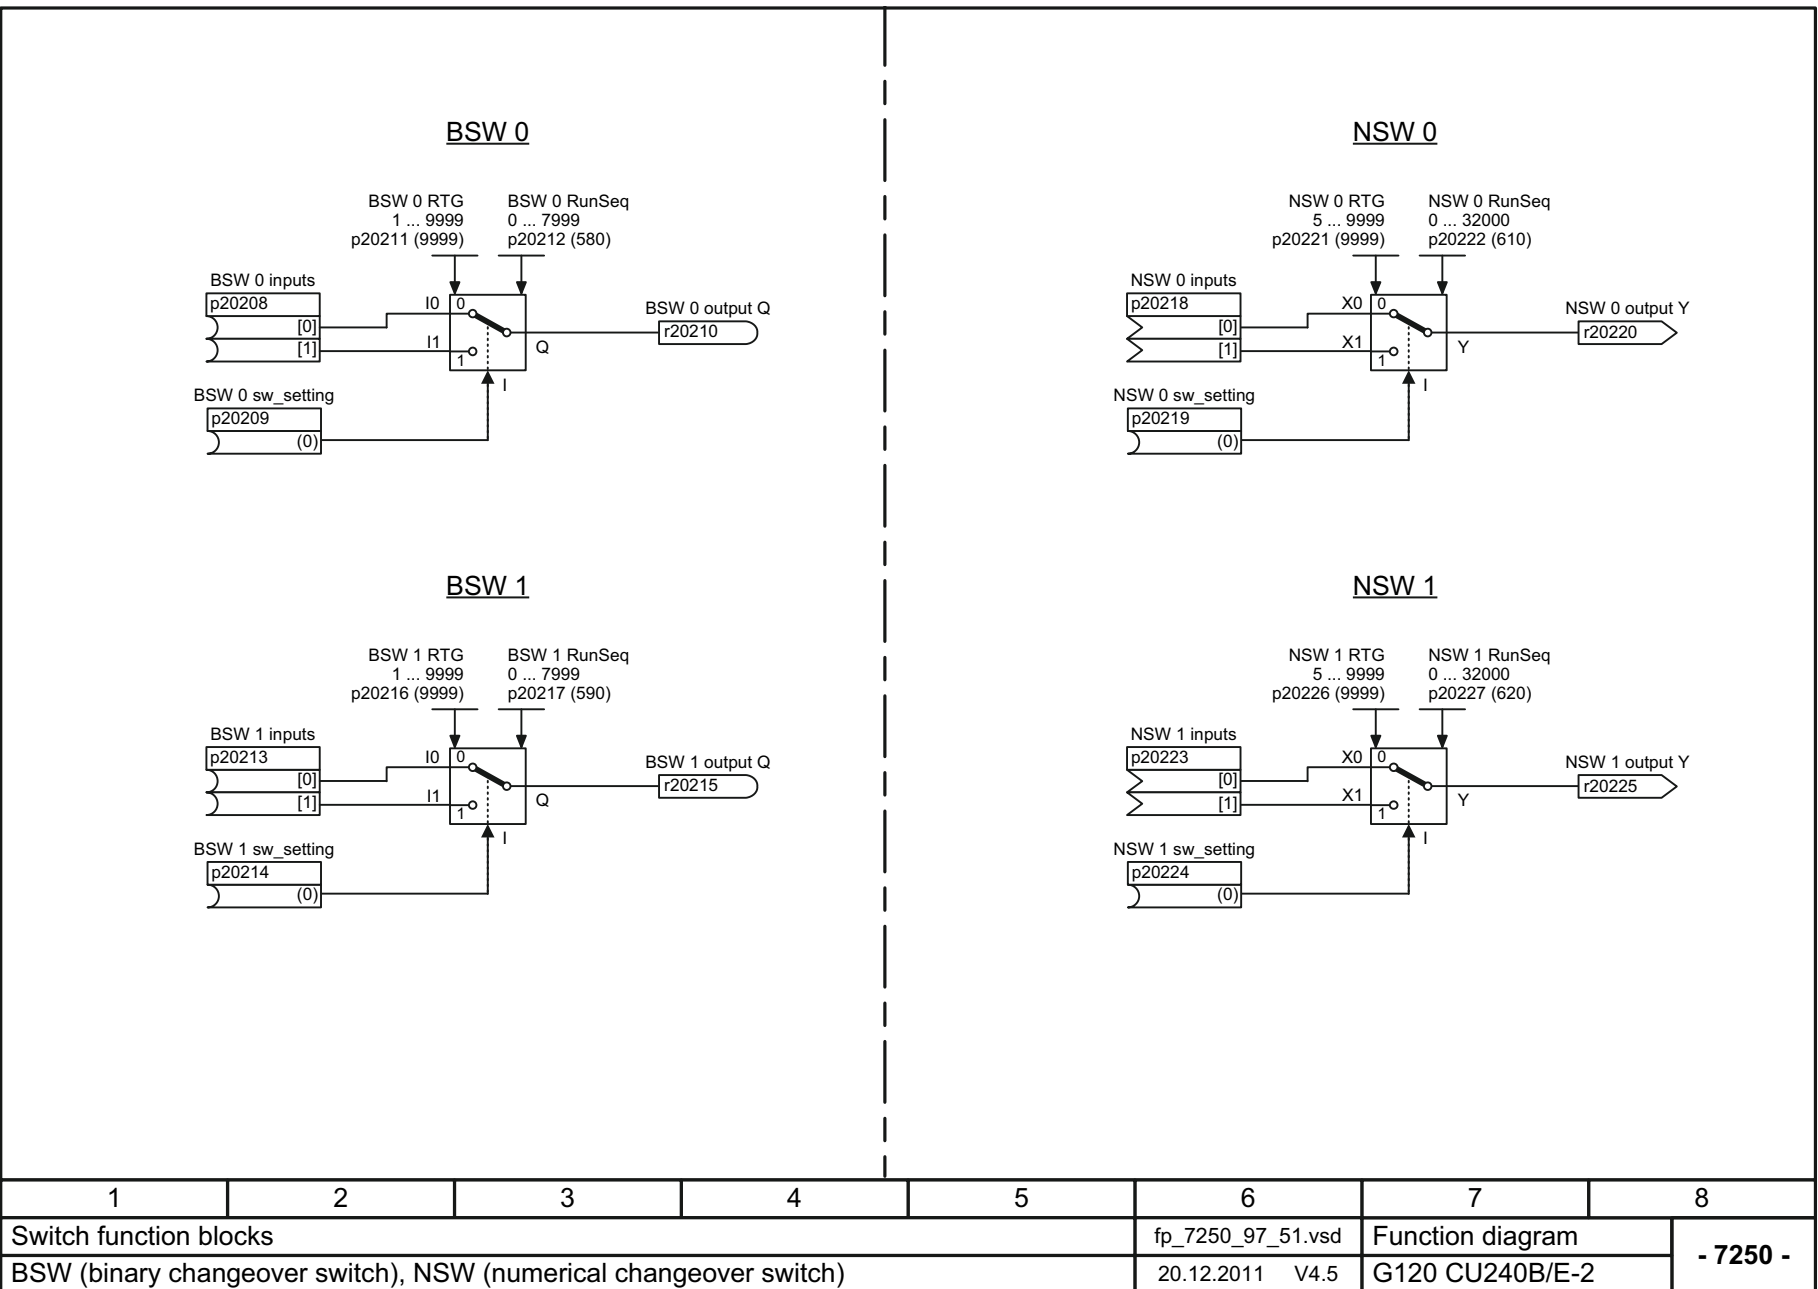 BSW 0
BSW 0 RTG
1 ... 9999
p20211 (9999)
BSW 0 RunSeq
0 ... 7999
p20212 (580)
BSW 0 inputs
p20208
[0]
[1]
I0
I1
0
1
Q
I
BSW 0 output Q
r20210
BSW 0 sw_setting
p20209
(0)
BSW 1
BSW 1 RTG
1 ... 9999
p20216 (9999)
BSW 1 RunSeq
0 ... 7999
p20217 (590)
BSW 1 inputs
p20213
[0]
[1]
I0
I1
0
1
Q
I
BSW 1 output Q
r20215
BSW 1 sw_setting
p20214
(0)
NSW 0
NSW 0 RTG
5 ... 9999
p20221 (9999)
NSW 0 RunSeq
0 ... 32000
p20222 (610)
NSW 0 inputs
p20218
[0]
[1]
X0
X1
0
1
Y
I
NSW 0 output Y
r20220
NSW 0 sw_setting
p20219
(0)
NSW 1
NSW 1 RTG
5 ... 9999
p20226 (9999)
NSW 1 RunSeq
0 ... 32000
p20227 (620)
NSW 1 inputs
p20223
[0]
[1]
X0
X1
0
1
Y
I
NSW 1 output Y
r20225
NSW 1 sw_setting
p20224
(0)
1 2 3 4 5 6 7 8
Switch function blocks
BSW (binary changeover switch), NSW (numerical changeover switch)
fp_7250_97_51.vsd
20.12.2011 V4.5
Function diagram
G120 CU240B/E-2
- 7250 -